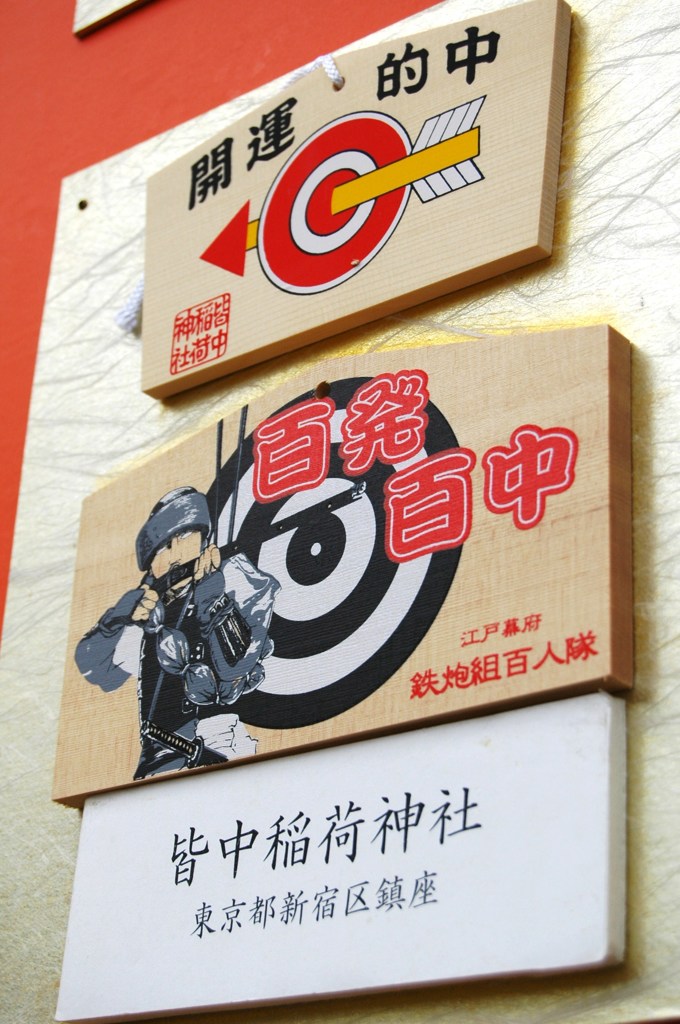 開運 的中
皆中
稲荷
神社
百発
百中
江戸幕府
鉄炮組百人隊
皆中稲荷神社
東京都新宿区鎮座